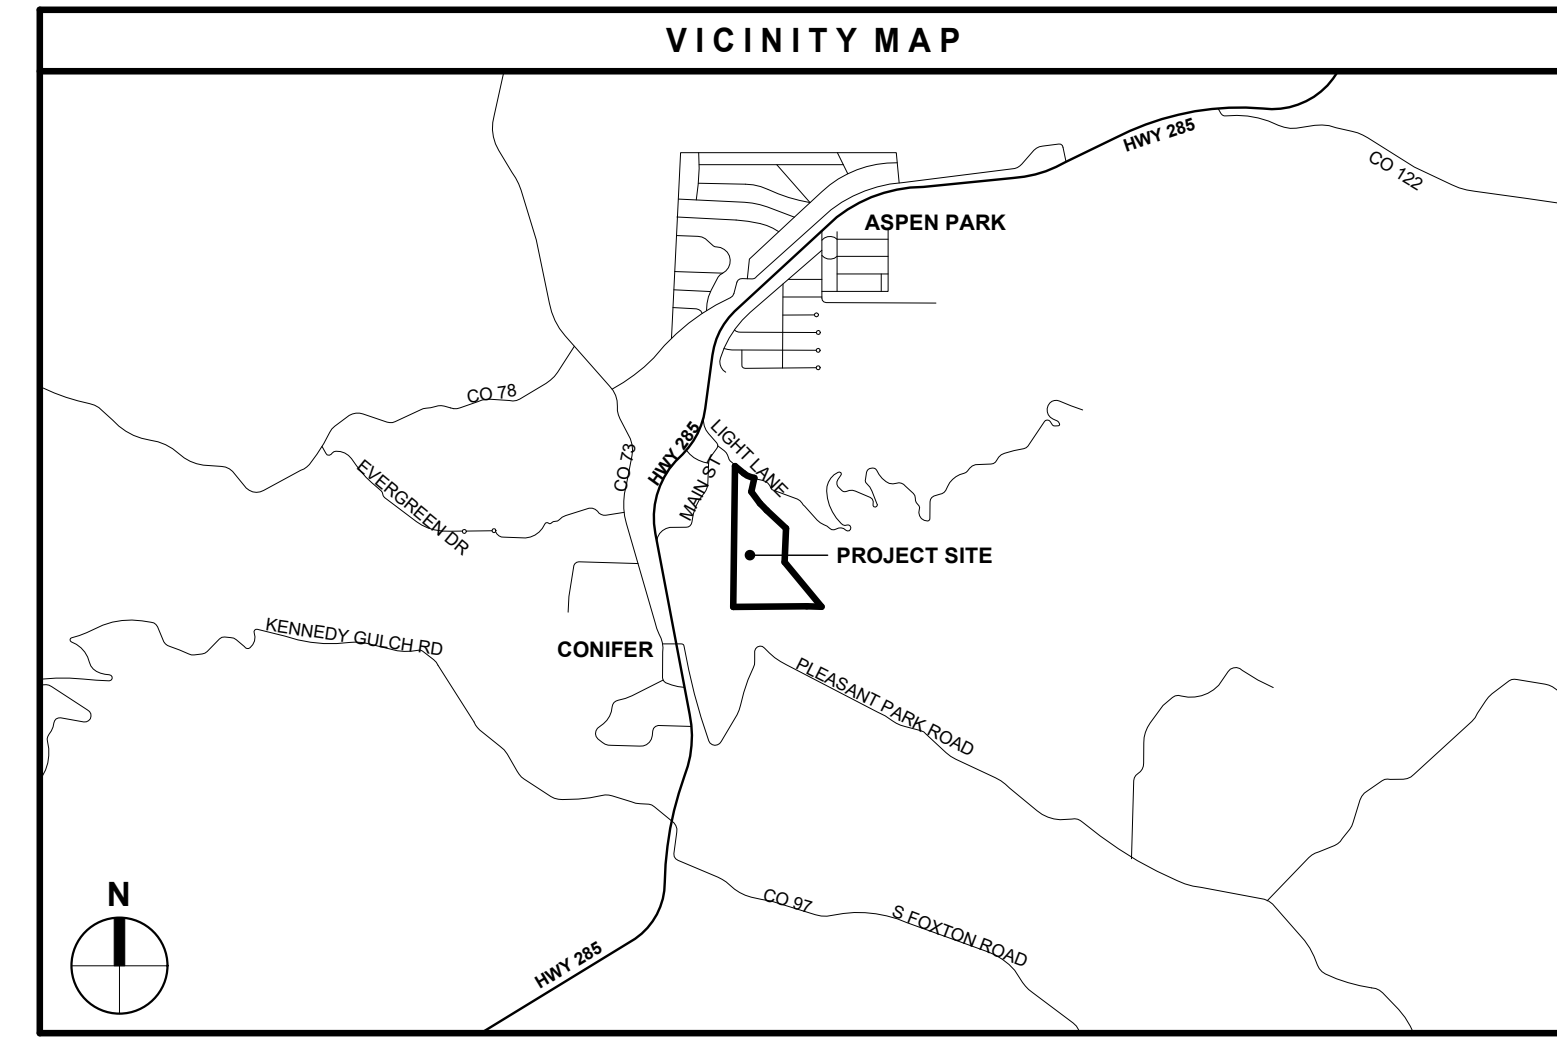 VICINITY MAP
HWY 285
CO 122
ASPEN PARK
CO 78
LIGHT LANE
HWY 285
CO 73
MAIN ST
EVERGREEN DR
PROJECT SITE
KENNEDY GULCH RD
CONIFER
PLEASANT PARK ROAD
N
CO 97
S FOXTON ROAD
HWY 285